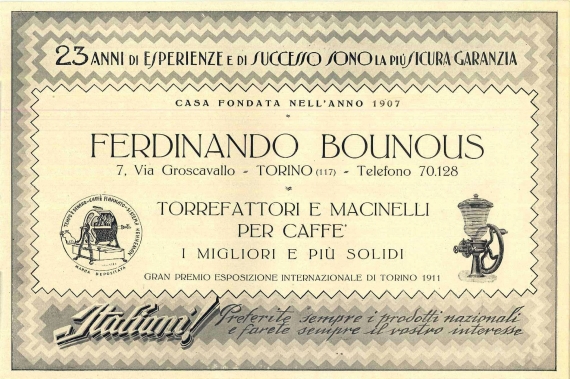 23 ANNI DI ESPERIENZE E DI SUCCESSO SONO LA PIÙ SICURA GARANZIA
CASA FONDATA NELL'ANNO 1907
FERDINANDO BOUNOUS
7, Via Groscavallo - TORINO (117) - Telefono 70.128
TORREFATTORI E MACINELLI
PER CAFFE'
I MIGLIORI E PIÙ SOLIDI
GRAN PREMIO ESPOSIZIONE INTERNAZIONALE DI TORINO 1911
MARCA DEPOSITATA
Italiani!
Preferite sempre i prodotti nazionali
e farete sempre il vostro interesse